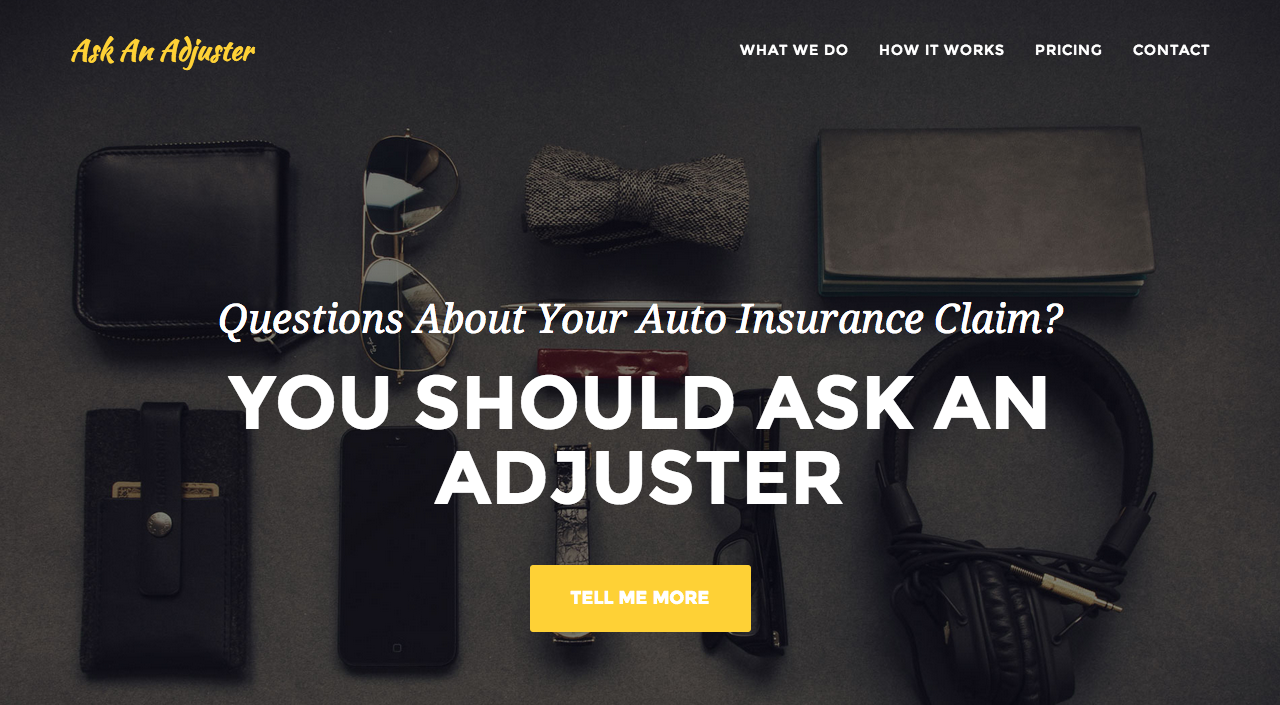 Ask An Adjuster
WHAT WE DO HOW IT WORKS PRICING CONTACT
Questions About Your Auto Insurance Claim?
YOU SHOULD ASK AN
ADJUSTER
TELL ME MORE